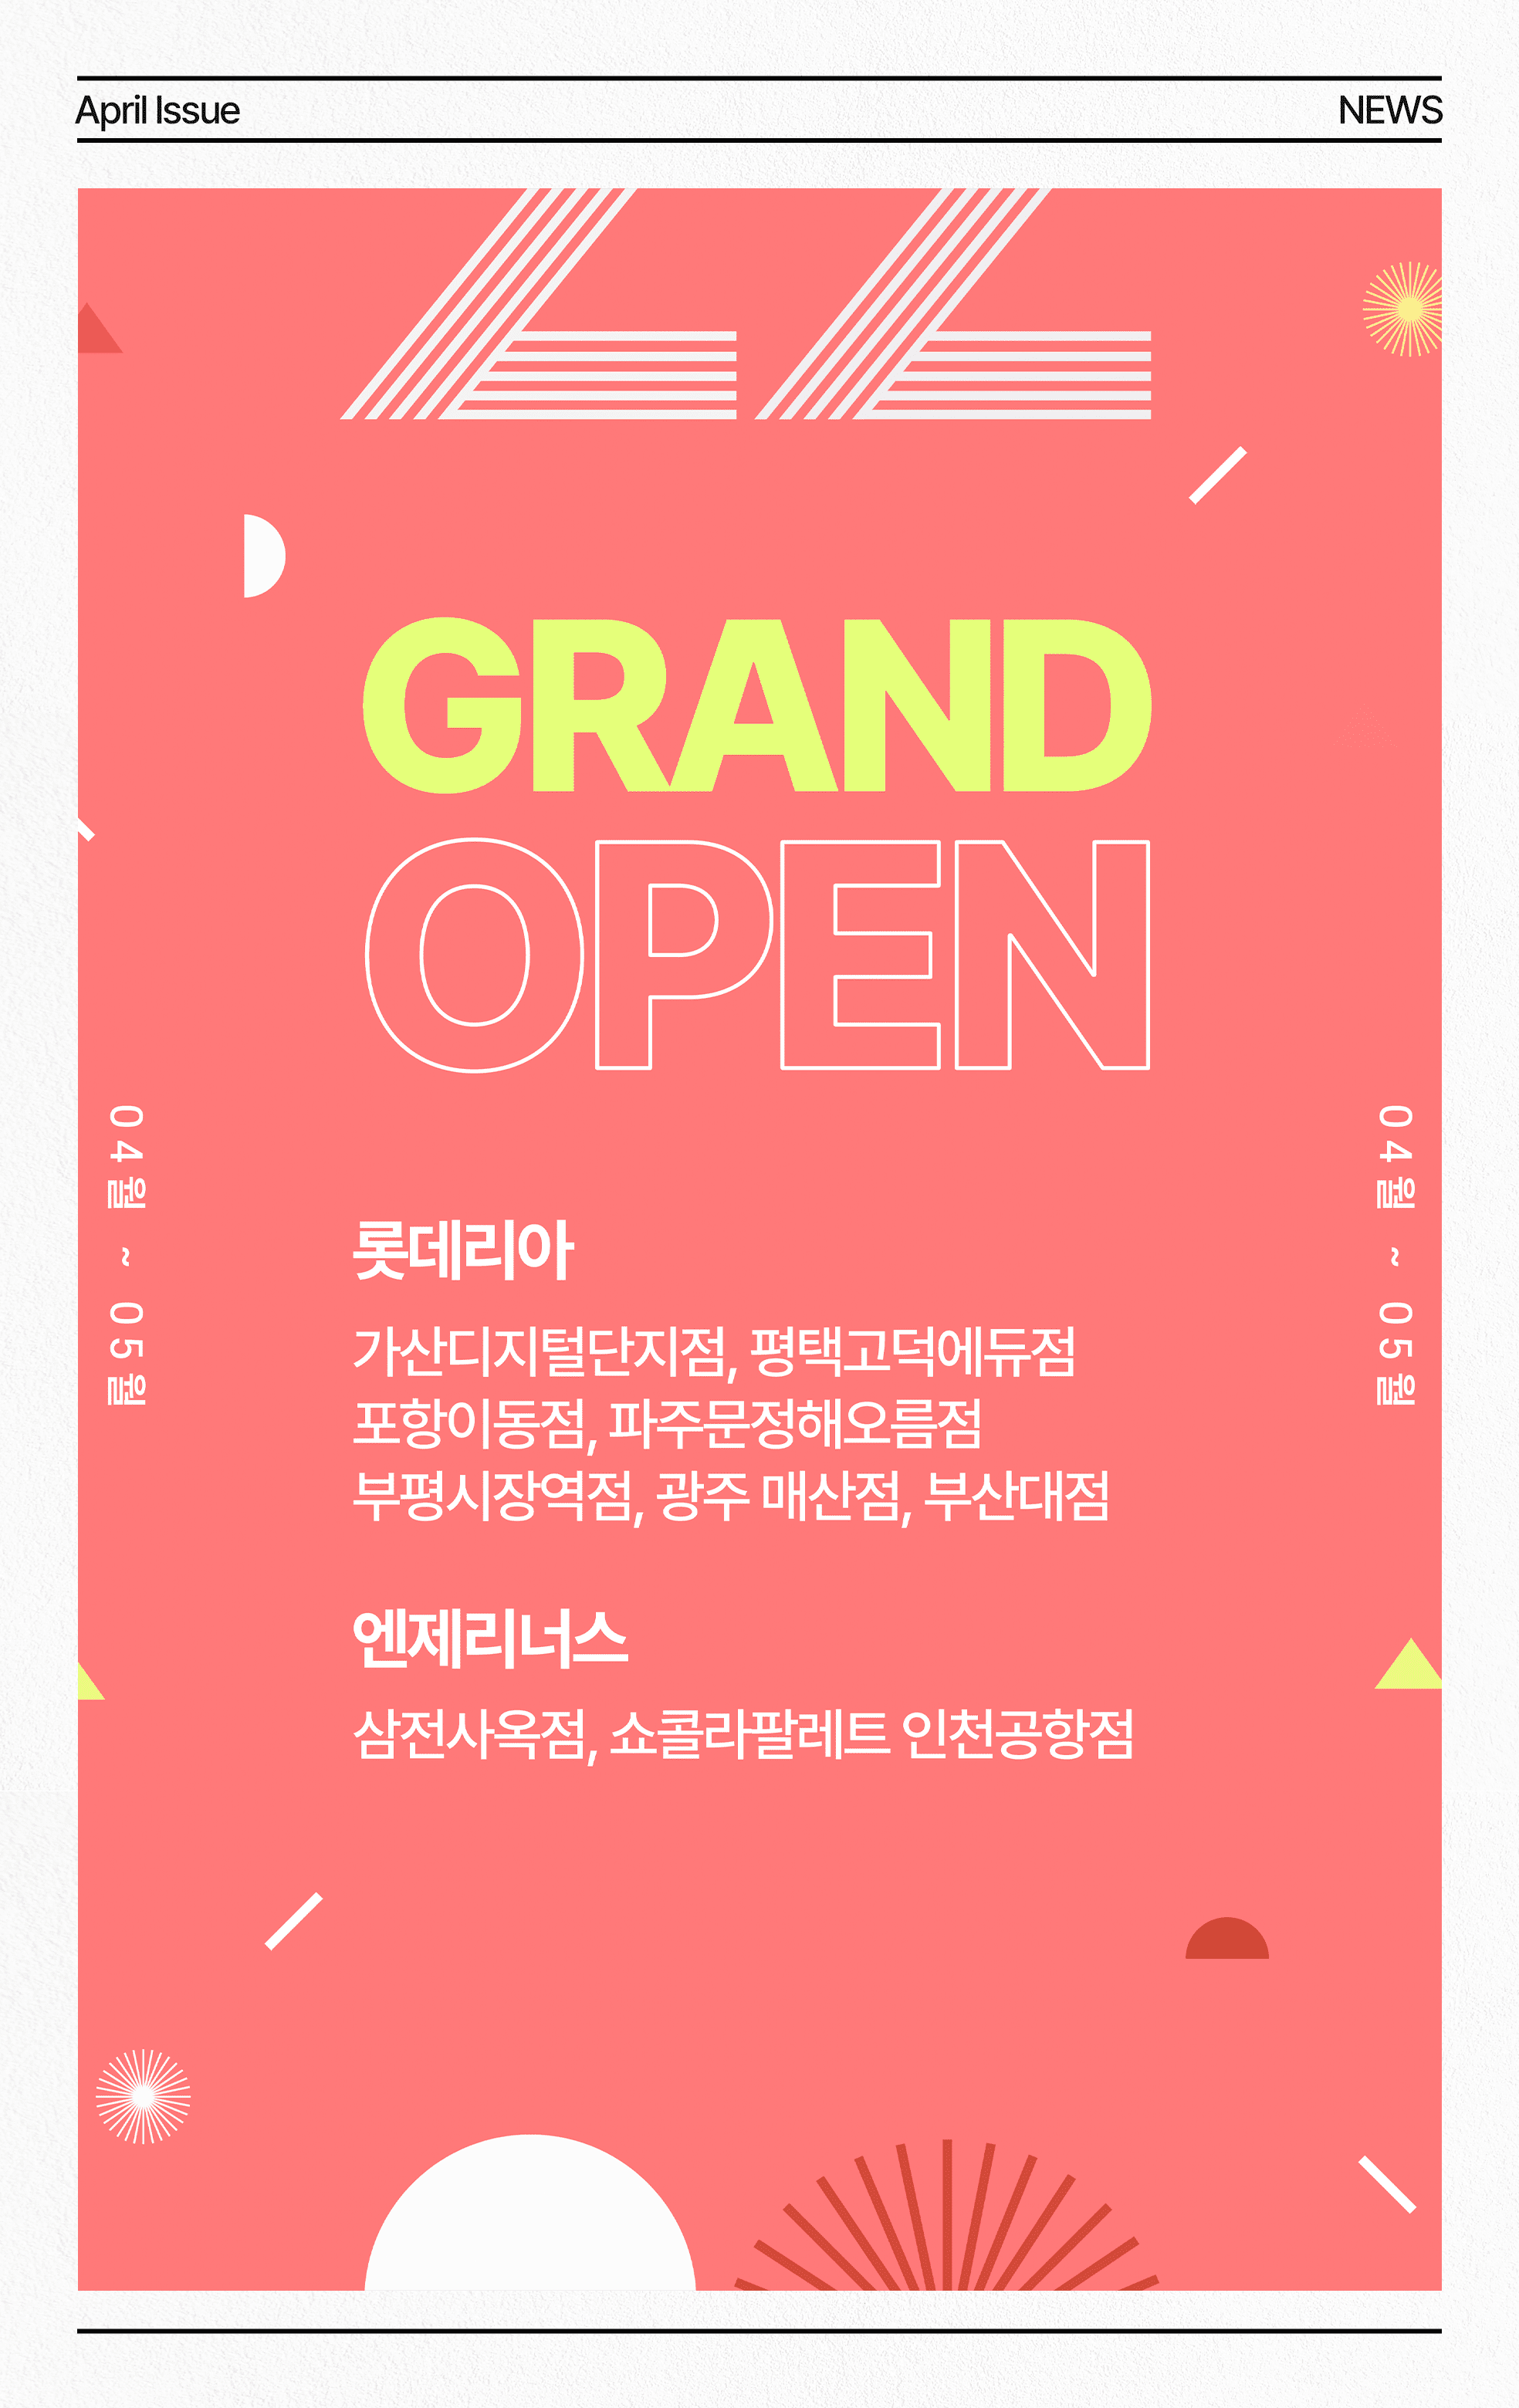 April Issue
NEWS
22
GRAND
OPEN
04월 ~ 05월
04월 ~ 05월
롯데리아
가산디지털단지점, 평택고덕에듀점
포항이동점, 파주문정해오름점
부평시장역점, 광주 매산점, 부산대점
엔제리너스
삼전사옥점, 쇼콜라팔레트 인천공항점